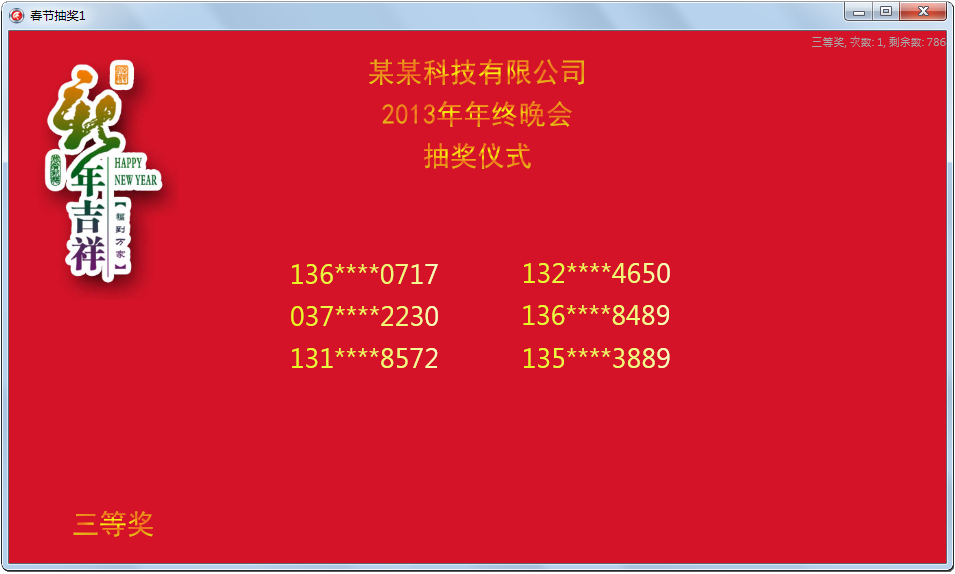 春节抽奖1
三等奖, 次数: 1, 剩余数: 786
某某科技有限公司
2013年年终晚会
抽奖仪式
新年吉祥
HAPPY
NEW YEAR
【福到万家】
136****0717
132****4650
037****2230
136****8489
131****8572
135****3889
三等奖